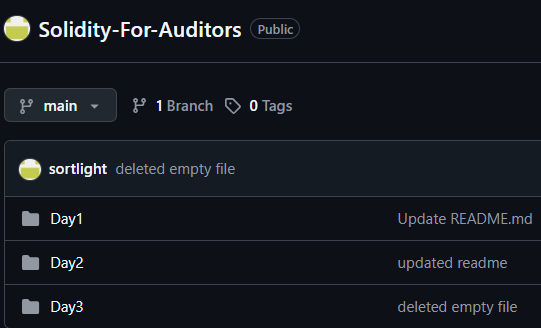 Solidity-For-Auditors Public
main 1 Branch 0 Tags
sortlight deleted empty file
Day1 Update README.md
Day2 updated readme
Day3 deleted empty file